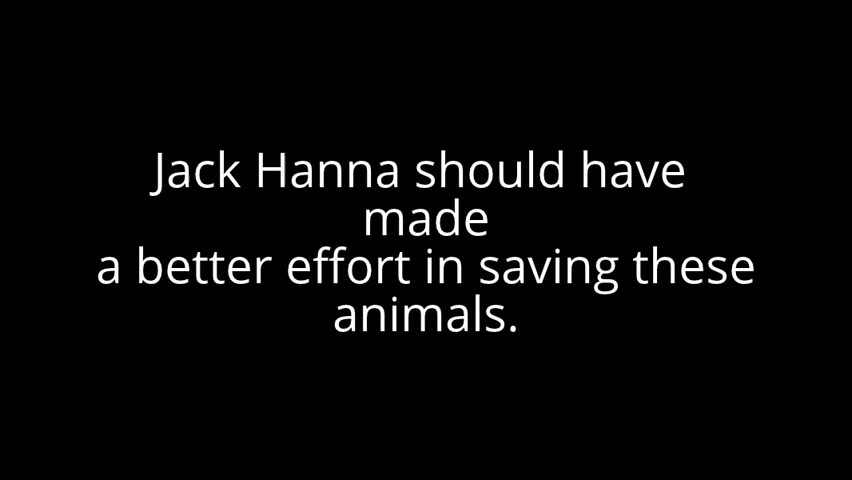 Jack Hanna should have
made
a better effort in saving these
animals.